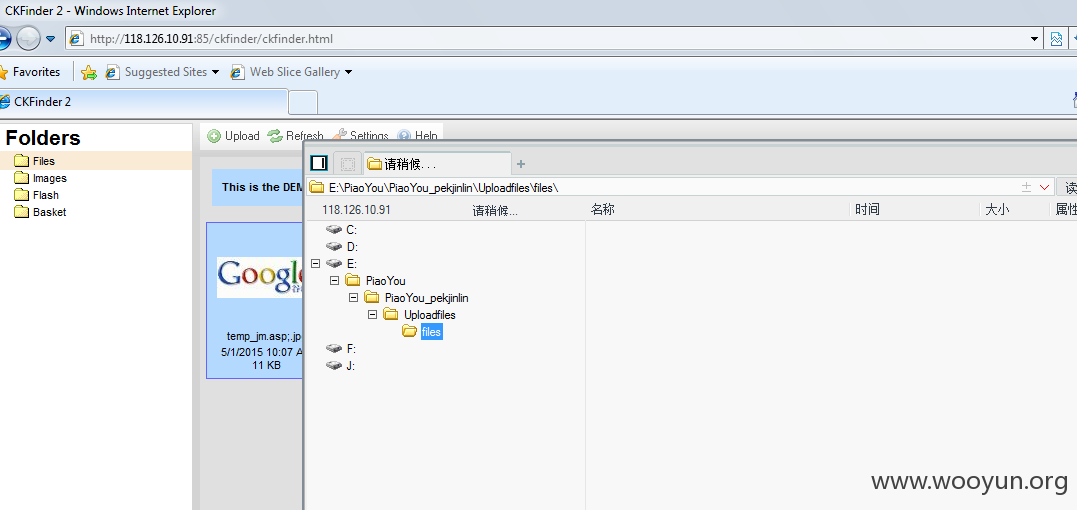 CKFinder 2 - Windows Internet Explorer
http://118.126.10.91:85/ckfinder/ckfinder.html
Favorites
Suggested Sites
Web Slice Gallery
CKFinder 2
Folders
Files
Images
Flash
Basket
Upload
Refresh
Settings
Help
This is the DEM
Google
temp_jm.asp;.jp
5/1/2015 10:07 A
11 KB
请稍候...
E:\PiaoYou\PiaoYou_pekjinlin\Uploadfiles\files\
读
118.126.10.91
请稍候...
名称
时间
大小
属性
C:
D:
E:
PiaoYou
PiaoYou_pekjinlin
Uploadfiles
files
F:
J:
www.wooyun.org